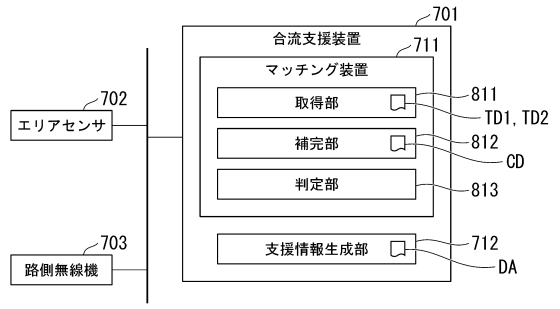 701
合流支援装置
711
マッチング装置
702
エリアセンサ
取得部
811
TD1, TD2
補完部
812
CD
判定部
813
703
路側無線機
支援情報生成部
712
DA